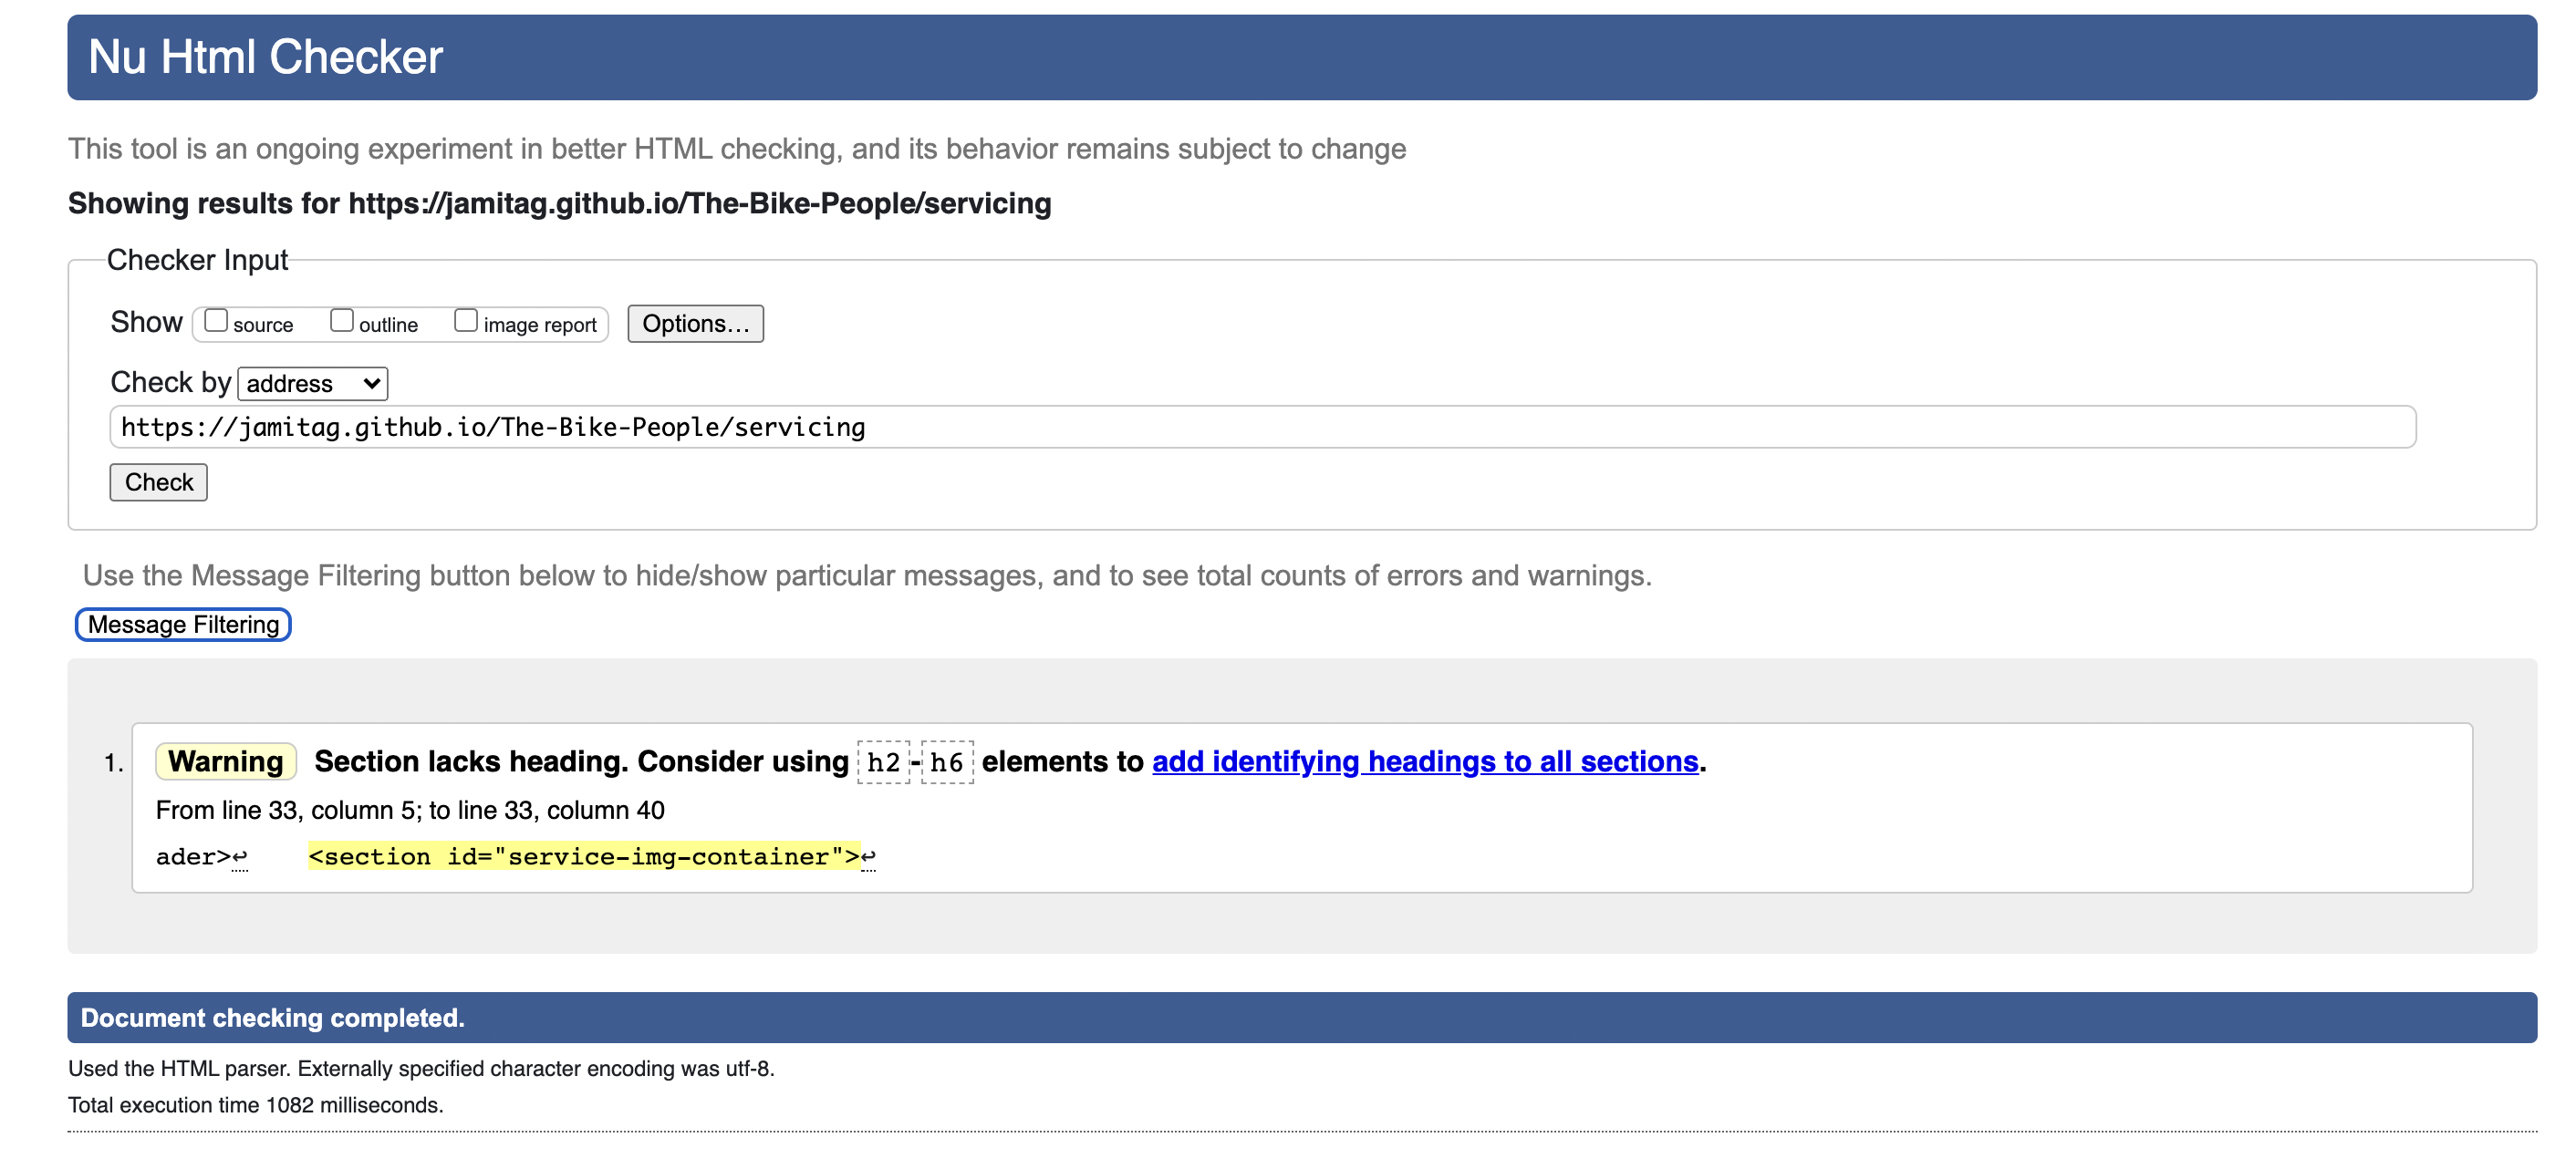 Nu Html Checker
This tool is an ongoing experiment in better HTML checking, and its behavior remains subject to change
Showing results for https://jamitag.github.io/The-Bike-People/servicing
Checker Input
Show source outline image report Options...
Check by address
https://jamitag.github.io/The-Bike-People/servicing
Check
Use the Message Filtering button below to hide/show particular messages, and to see total counts of errors and warnings.
Message Filtering
1. Warning Section lacks heading. Consider using h2-h6 elements to add identifying headings to all sections.
From line 33, column 5; to line 33, column 40
ader>↩ <section id="service-img-container">↩
Document checking completed.
Used the HTML parser. Externally specified character encoding was utf-8.
Total execution time 1082 milliseconds.